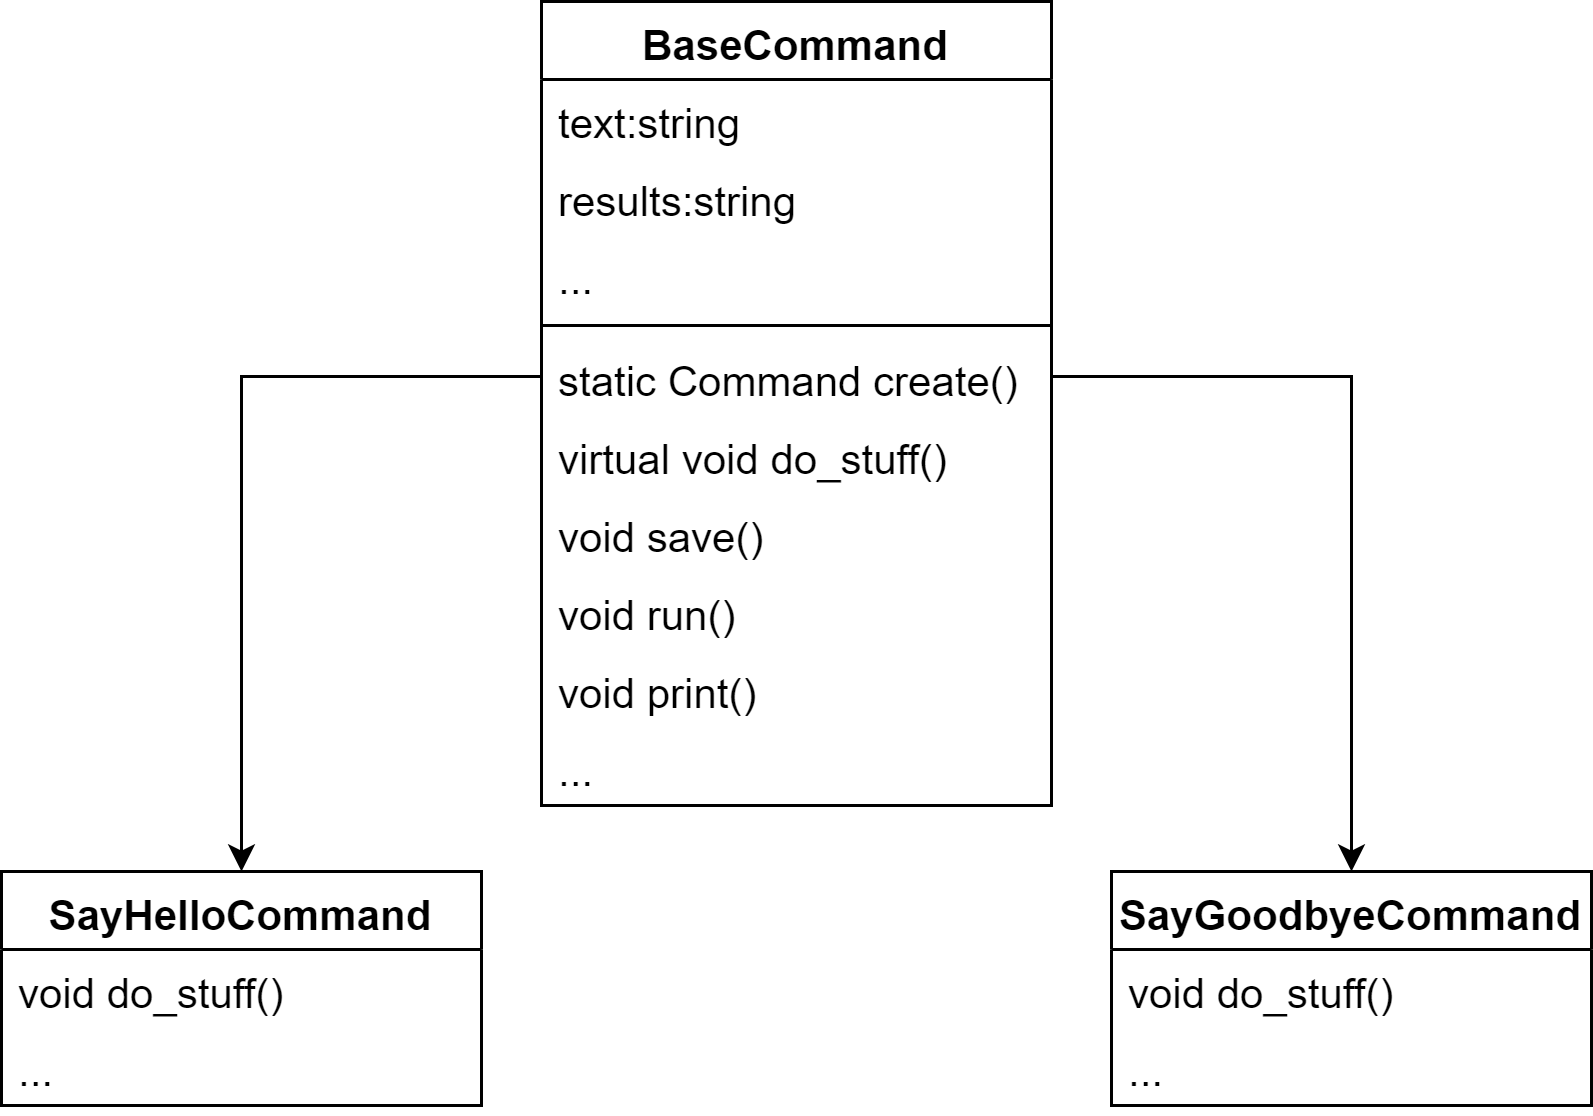 BaseCommand
text:string
results:string
...
static Command create()
virtual void do_stuff()
void save()
void run()
void print()
...
SayHelloCommand
void do_stuff()
...
SayGoodbyeCommand
void do_stuff()
...